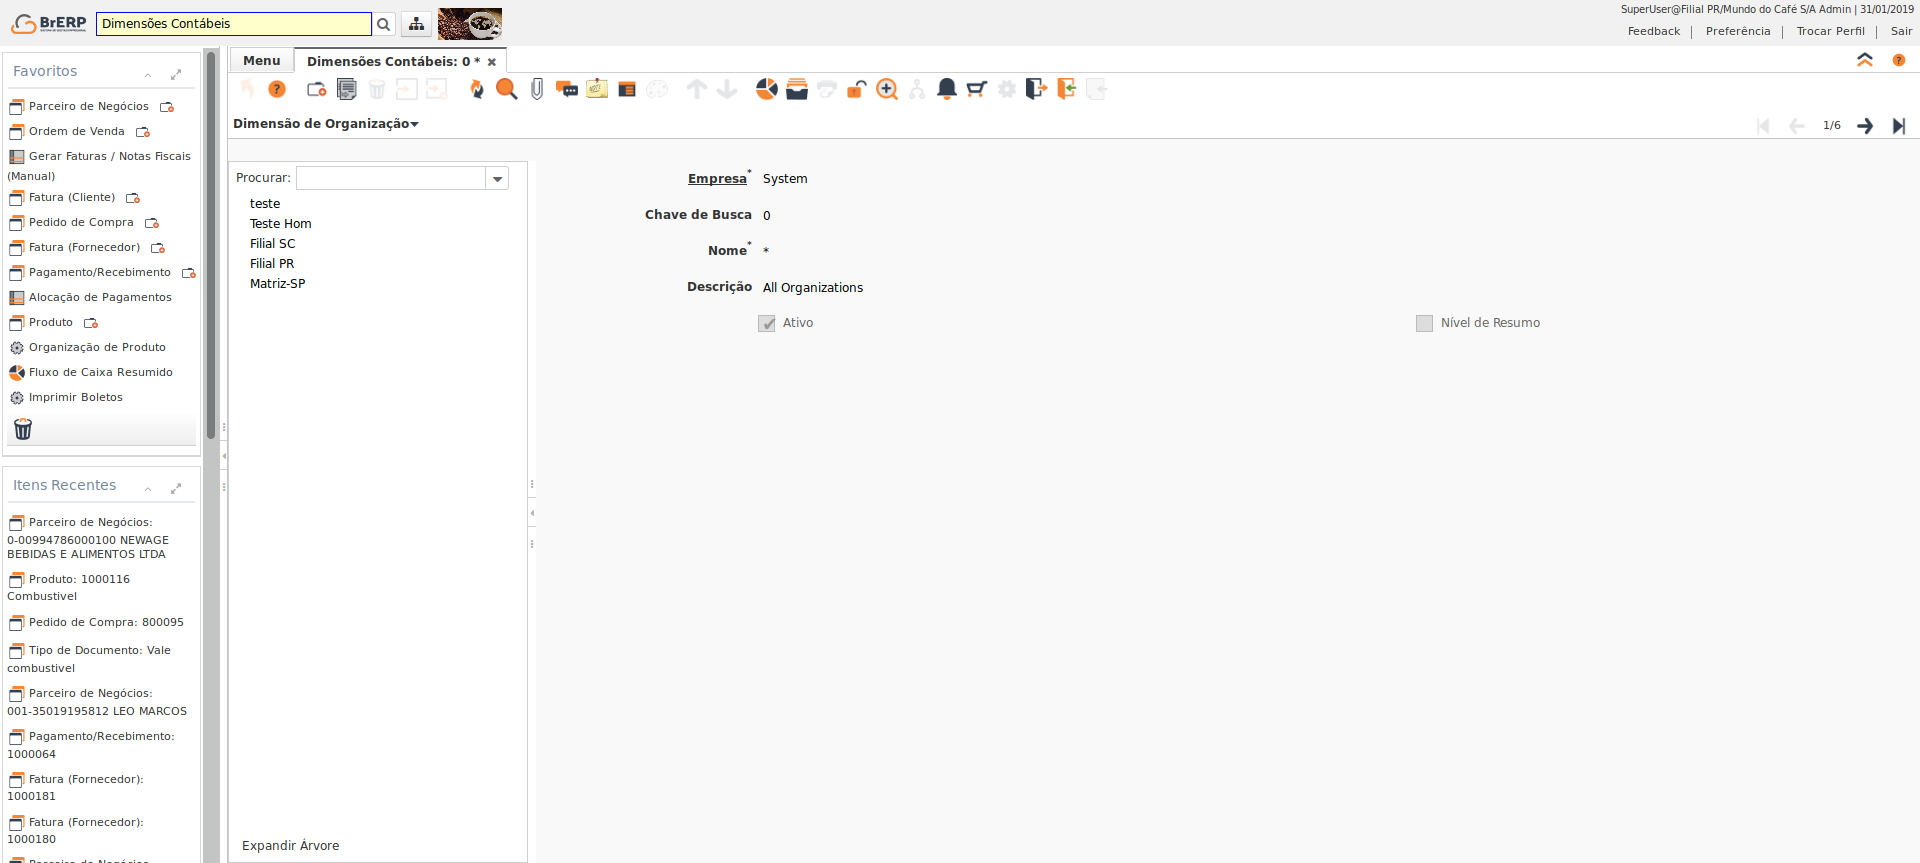 BrERP
Dimensões Contábeis
SuperUser@Filial PR/Mundo do Café S/A Admin | 31/01/2019
Feedback | Preferência | Trocar Perfil | Sair
Favoritos
Parceiro de Negócios
Ordem de Venda
Gerar Faturas / Notas Fiscais
(Manual)
Fatura (Cliente)
Pedido de Compra
Fatura (Fornecedor)
Pagamento/Recebimento
Alocação de Pagamentos
Produto
Organização de Produto
Fluxo de Caixa Resumido
Imprimir Boletos
Itens Recentes
Parceiro de Negócios:
0-00994786000100 NEWAGE
BEBIDAS E ALIMENTOS LTDA
Produto: 1000116
Combustivel
Pedido de Compra: 800095
Tipo de Documento: Vale
combustivel
Parceiro de Negócios:
001-35019195812 LEO MARCOS
Pagamento/Recebimento:
1000064
Fatura (Fornecedor):
1000181
Fatura (Fornecedor):
1000180
Parceiro de Negócios
Menu
Dimensões Contábeis: 0 *
Dimensão de Organização
1/6
Procurar:
teste
Teste Hom
Filial SC
Filial PR
Matriz-SP
Expandir Árvore
Empresa* System
Chave de Busca 0
Nome* *
Descrição All Organizations
Ativo
Nível de Resumo